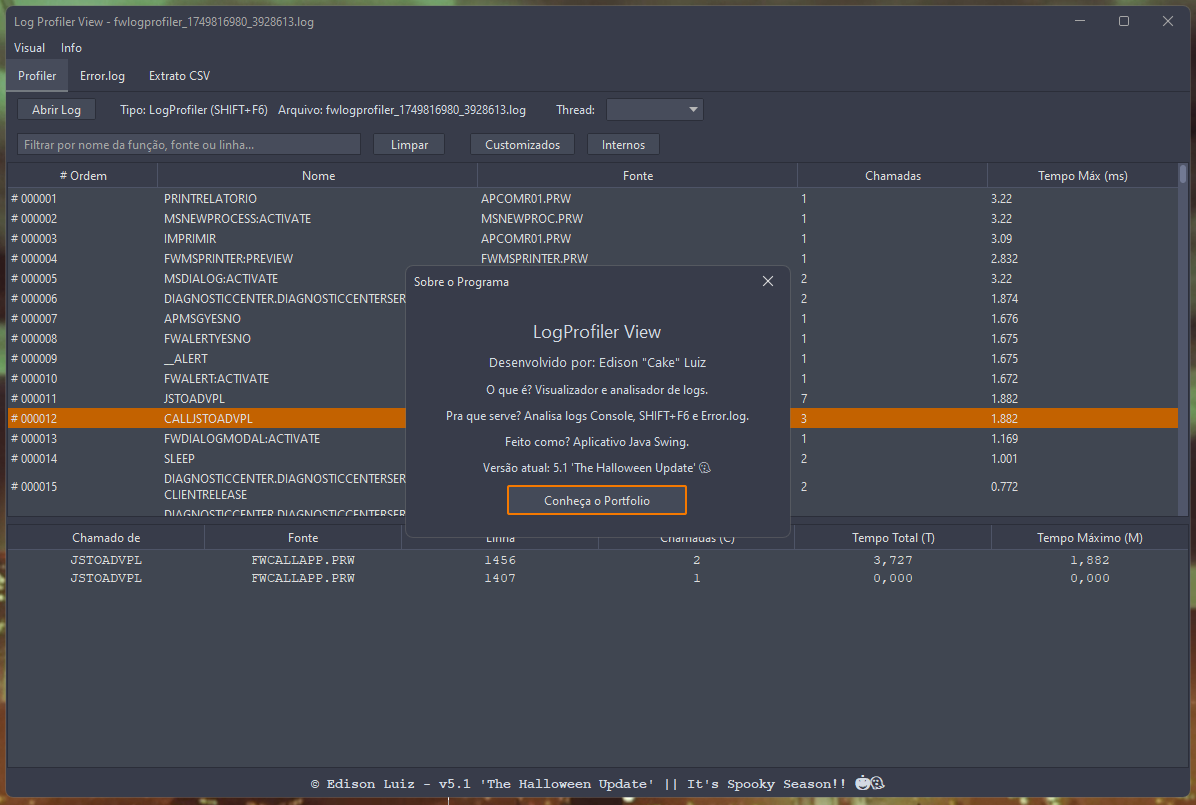 Log Profiler View - fwlogprofiler_1749816980_3928613.log
Visual Info
Profiler Error.log Extrato CSV
Abrir Log Tipo: LogProfiler (SHIFT+F6) Arquivo: fwlogprofiler_1749816980_3928613.log Thread:
Filtrar por nome da função, fonte ou linha... Limpar Customizados Internos
# Ordem Nome Fonte Chamadas Tempo Máx (ms)
# 000001 PRINTRELATORIO APCOMR01.PRW 1 3.22
# 000002 MSNEWPROCESS:ACTIVATE MSNEWPROC.PRW 1 3.22
# 000003 IMPRIMIR APCOMR01.PRW 1 3.09
# 000004 FWMSPRINTER:PREVIEW FWMSPRINTER.PRW 1 2.832
# 000005 MSDIALOG:ACTIVATE 2 3.22
# 000006 DIAGNOSTICCENTER.DIAGNOSTICCENTERSER 2 1.874
# 000007 APMSGYESNO 1 1.676
# 000008 FWALERTYESNO 1 1.675
# 000009 __ALERT 1 1.675
# 000010 FWALERT:ACTIVATE 1 1.672
# 000011 JSTOADVPL 7 1.882
# 000012 CALLJSTOADVPL 3 1.882
# 000013 FWDIALOGMODAL:ACTIVATE 1 1.169
# 000014 SLEEP 2 1.001
# 000015 DIAGNOSTICCENTER.DIAGNOSTICCENTERSER 2 0.772
CLIENTRELEASE
DIAGNOSTICCENTER.DIAGNOSTICCENTERSER
Sobre o Programa
LogProfiler View
Desenvolvido por: Edison "Cake" Luiz
O que é? Visualizador e analisador de logs.
Pra que serve? Analisa logs Console, SHIFT+F6 e Error.log.
Feito como? Aplicativo Java Swing.
Versão atual: 5.1 'The Halloween Update'
Conheça o Portfolio
Chamado de Fonte Linha Chamadas (C) Tempo Total (T) Tempo Máximo (M)
JSTOADVPL FWCALLAPP.PRW 1456 2 3,727 1,882
JSTOADVPL FWCALLAPP.PRW 1407 1 0,000 0,000
© Edison Luiz - v5.1 'The Halloween Update' || It's Spooky Season!!